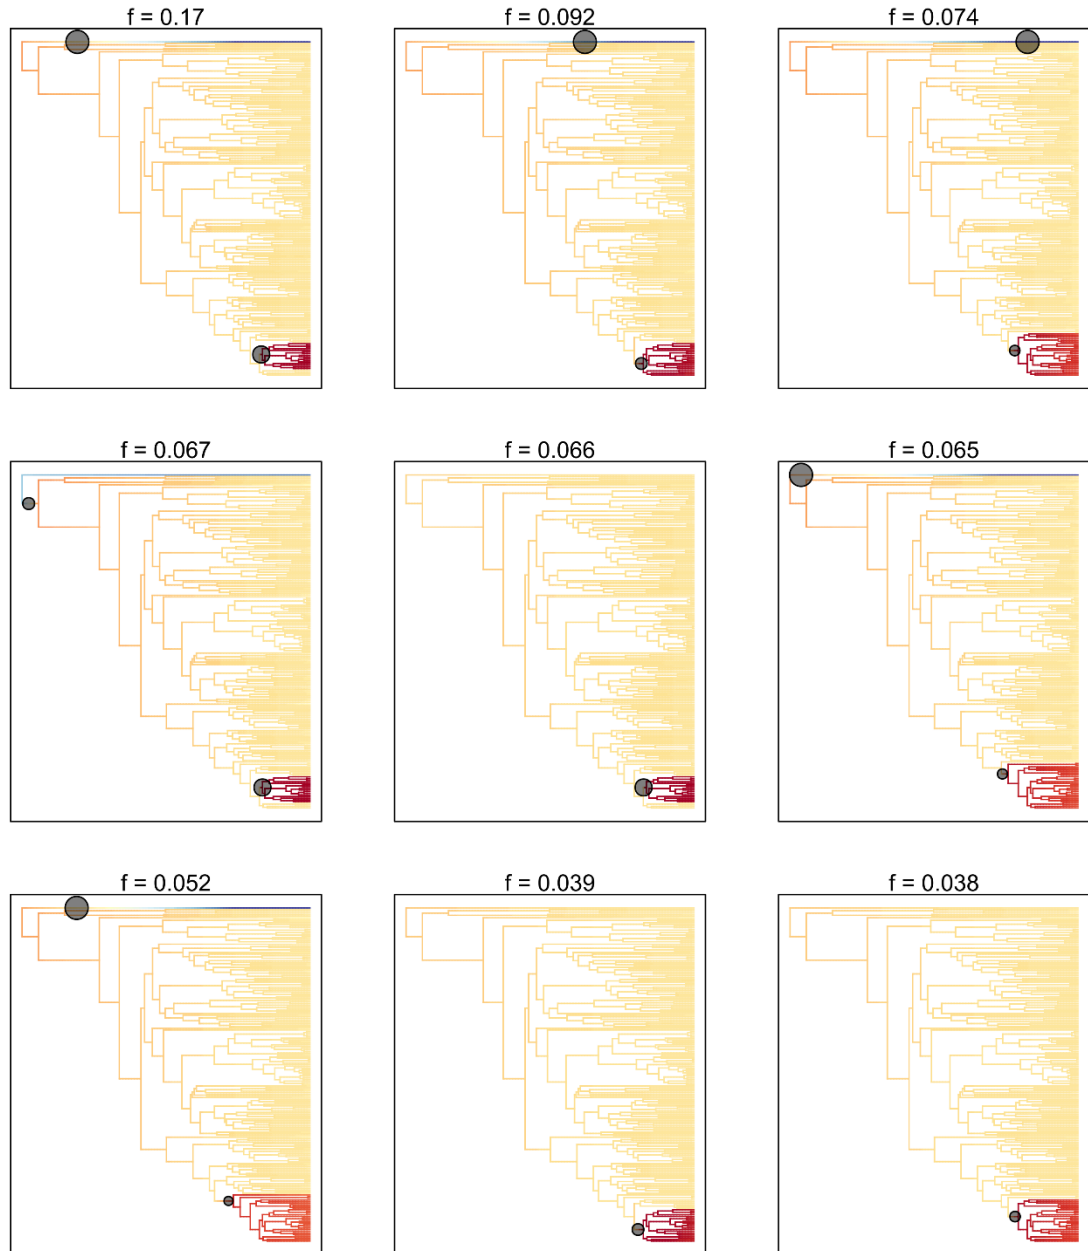 f = 0.17
f = 0.092
f = 0.074
f = 0.067
f = 0.066
f = 0.065
f = 0.052
f = 0.039
f = 0.038